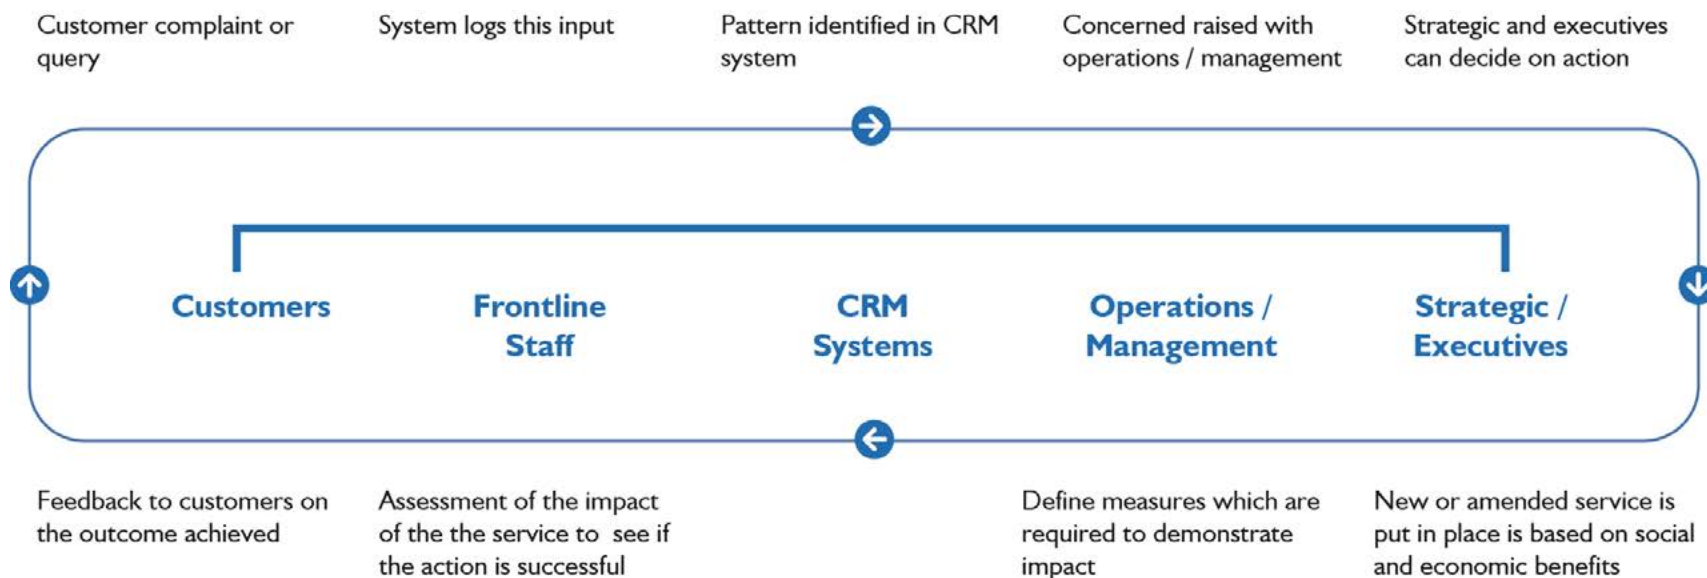 Customer complaint or
query
System logs this input
Pattern identified in CRM
system
Concerned raised with
operations / management
Strategic and executives
can decide on action
Customers
Frontline
Staff
CRM
Systems
Operations /
Management
Strategic /
Executives
Feedback to customers on
the outcome achieved
Assessment of the impact
of the the service to see if
the action is successful
Define measures which are
required to demonstrate
impact
New or amended service is
put in place is based on social
and economic benefits